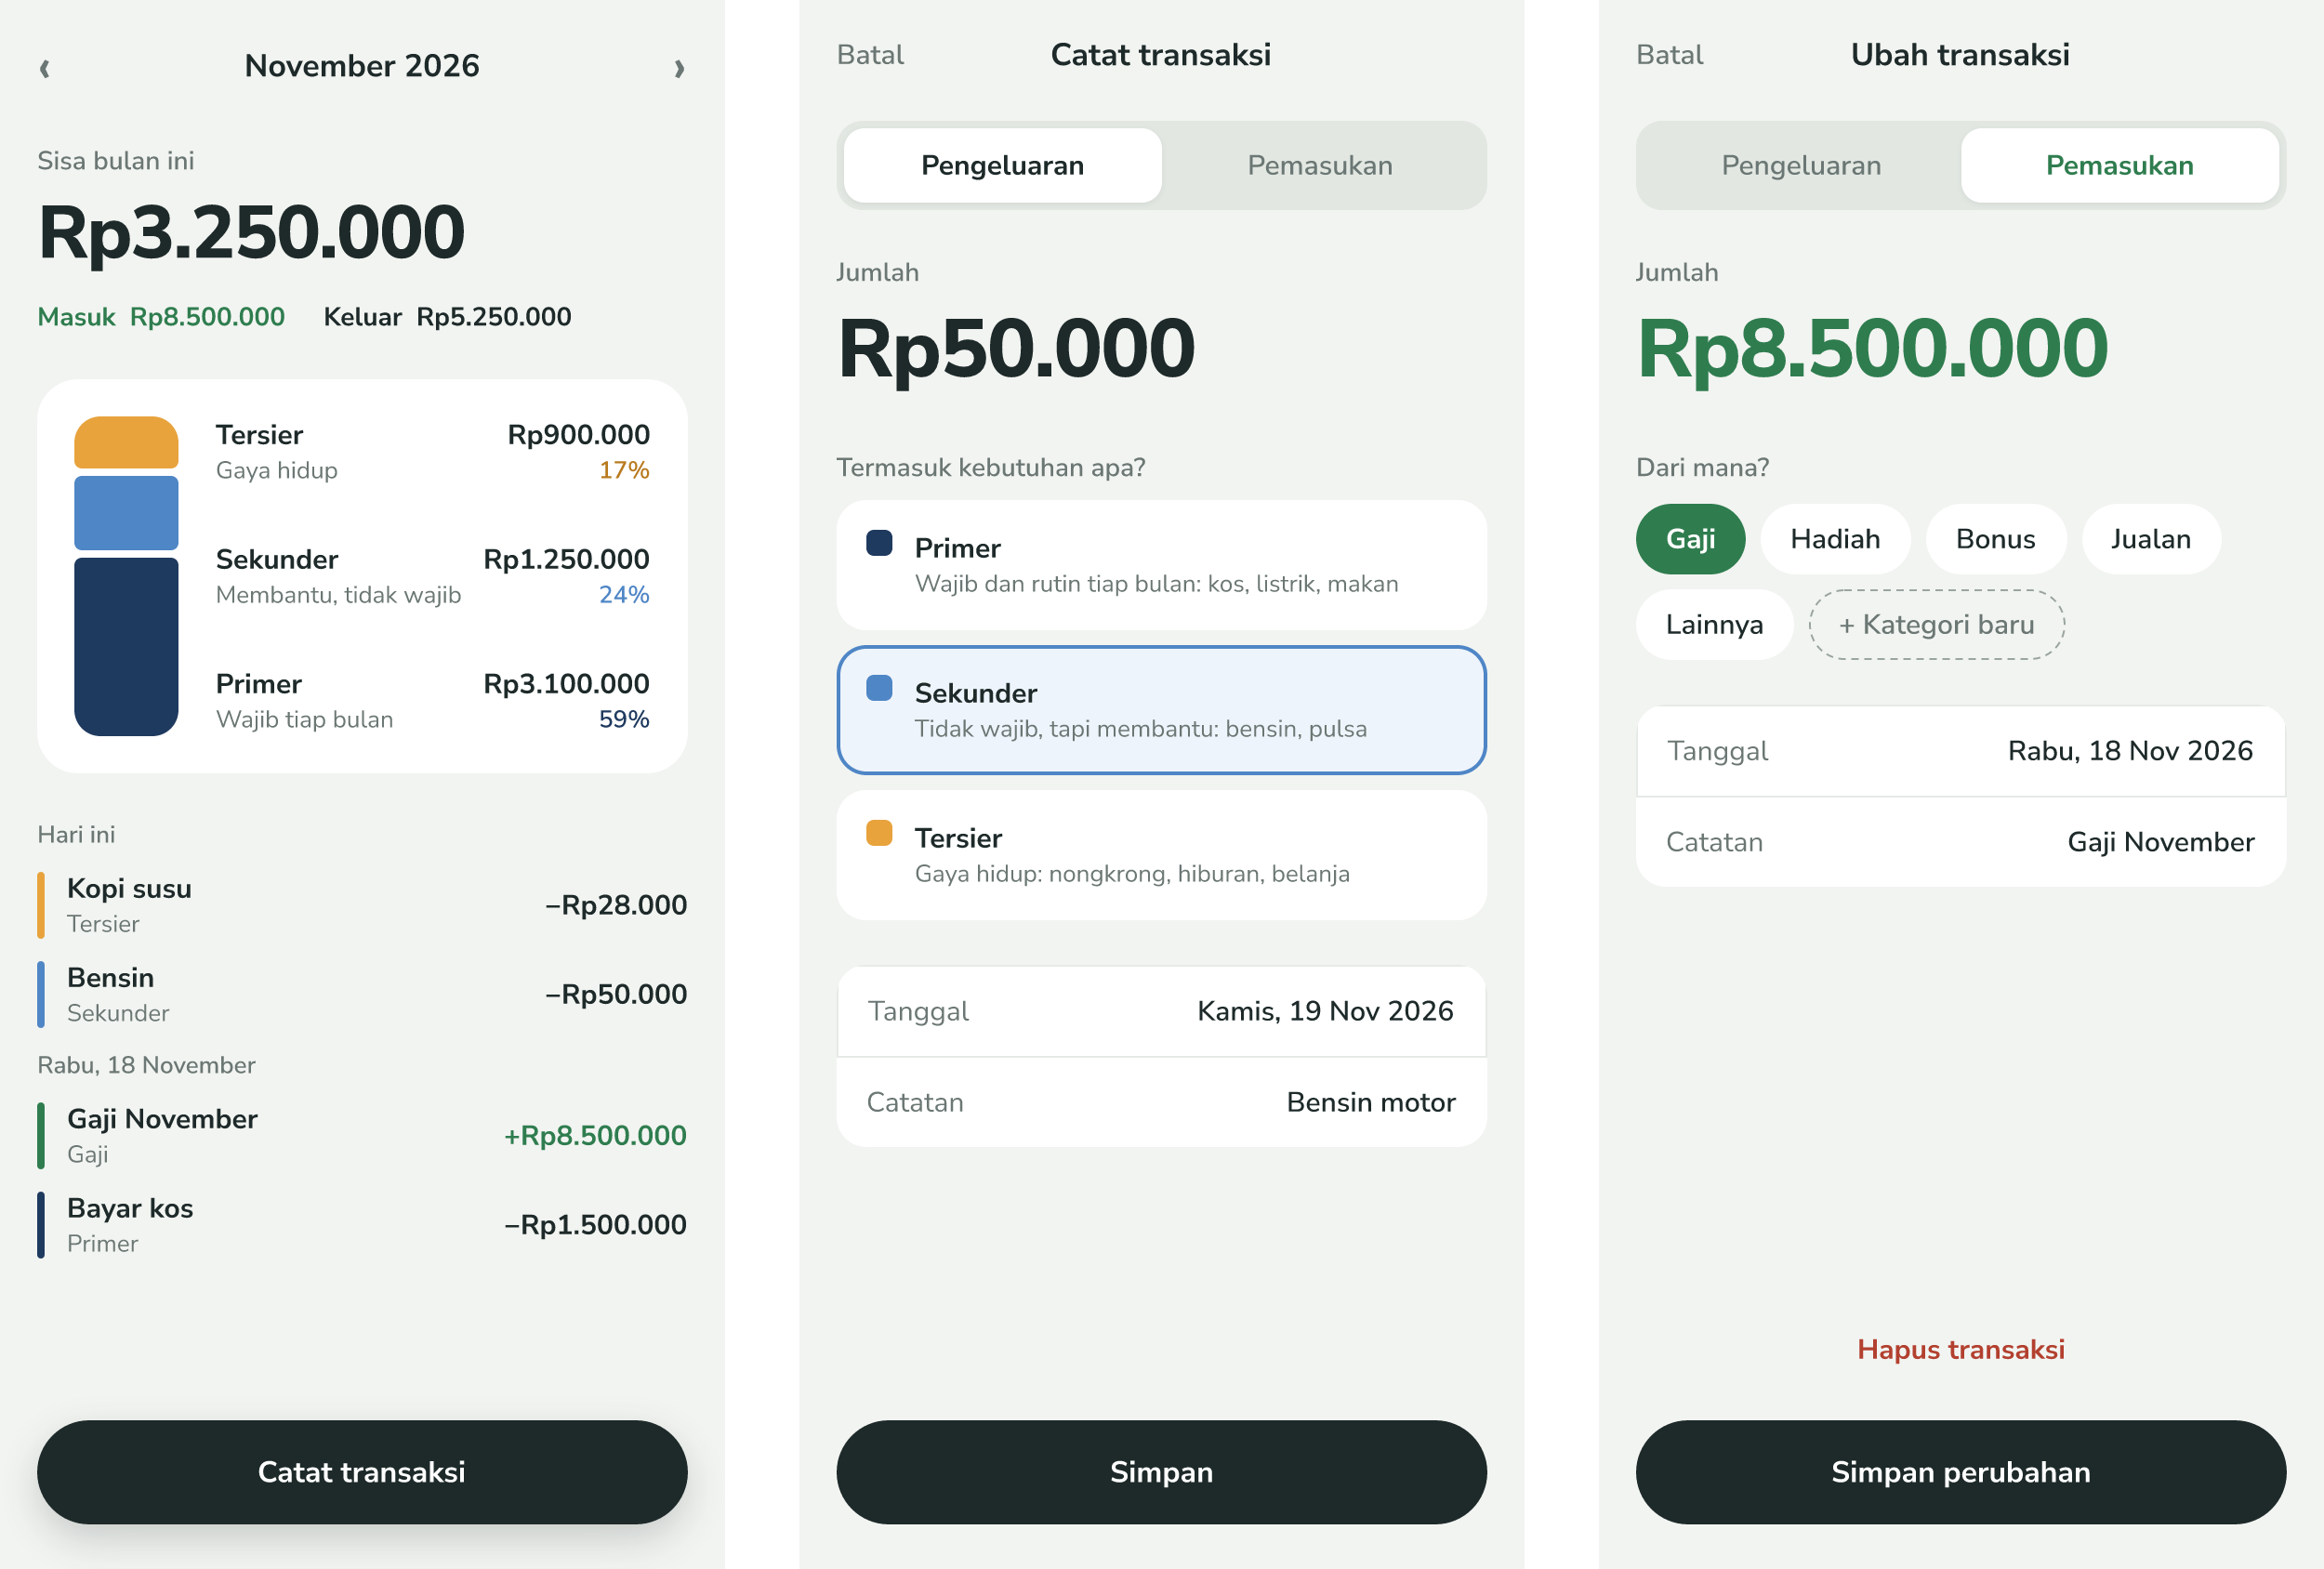 ‹ November 2026 ›
Sisa bulan ini
Rp3.250.000
Masuk Rp8.500.000 Keluar Rp5.250.000
Tersier Rp900.000
Gaya hidup 17%
Sekunder Rp1.250.000
Membantu, tidak wajib 24%
Primer Rp3.100.000
Wajib tiap bulan 59%
Hari ini
Kopi susu
Tersier
–Rp28.000
Bensin
Sekunder
–Rp50.000
Rabu, 18 November
Gaji November
Gaji
+Rp8.500.000
Bayar kos
Primer
–Rp1.500.000
Catat transaksi
Batal Catat transaksi
Pengeluaran Pemasukan
Jumlah
Rp50.000
Termasuk kebutuhan apa?
Primer
Wajib dan rutin tiap bulan: kos, listrik, makan
Sekunder
Tidak wajib, tapi membantu: bensin, pulsa
Tersier
Gaya hidup: nongkrong, hiburan, belanja
Tanggal Kamis, 19 Nov 2026
Catatan Bensin motor
Simpan
Batal Ubah transaksi
Pengeluaran Pemasukan
Jumlah
Rp8.500.000
Dari mana?
Gaji Hadiah Bonus Jualan
Lainnya + Kategori baru
Tanggal Rabu, 18 Nov 2026
Catatan Gaji November
Hapus transaksi
Simpan perubahan